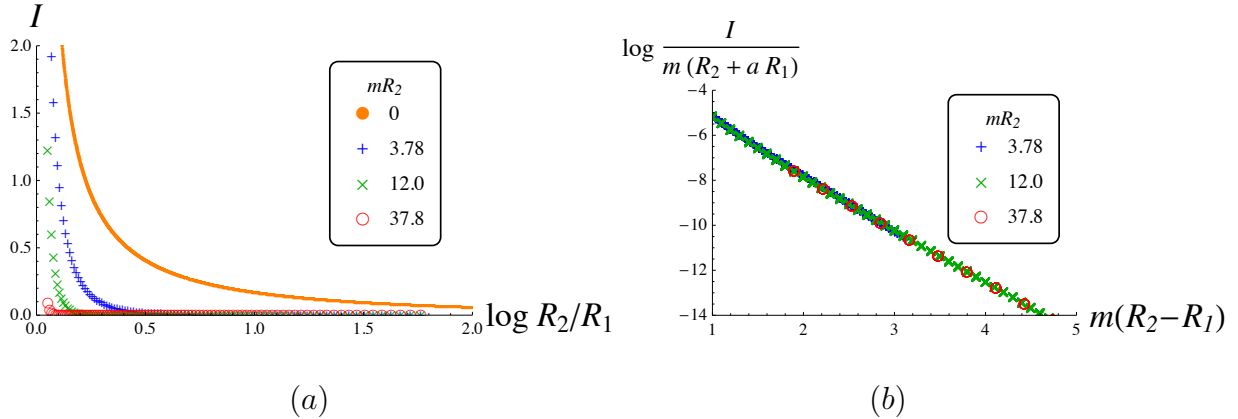 I
2.0
1.5
1.0
0.5
0.0
0.0 0.5 1.0 1.5 2.0
log R₂/R₁
mR₂
0
3.78
12.0
37.8
(a)
log I / m (R₂ + a R₁)
−4
−6
−8
−10
−12
−14
1 2 3 4 5
m(R₂−R₁)
mR₂
3.78
12.0
37.8
(b)